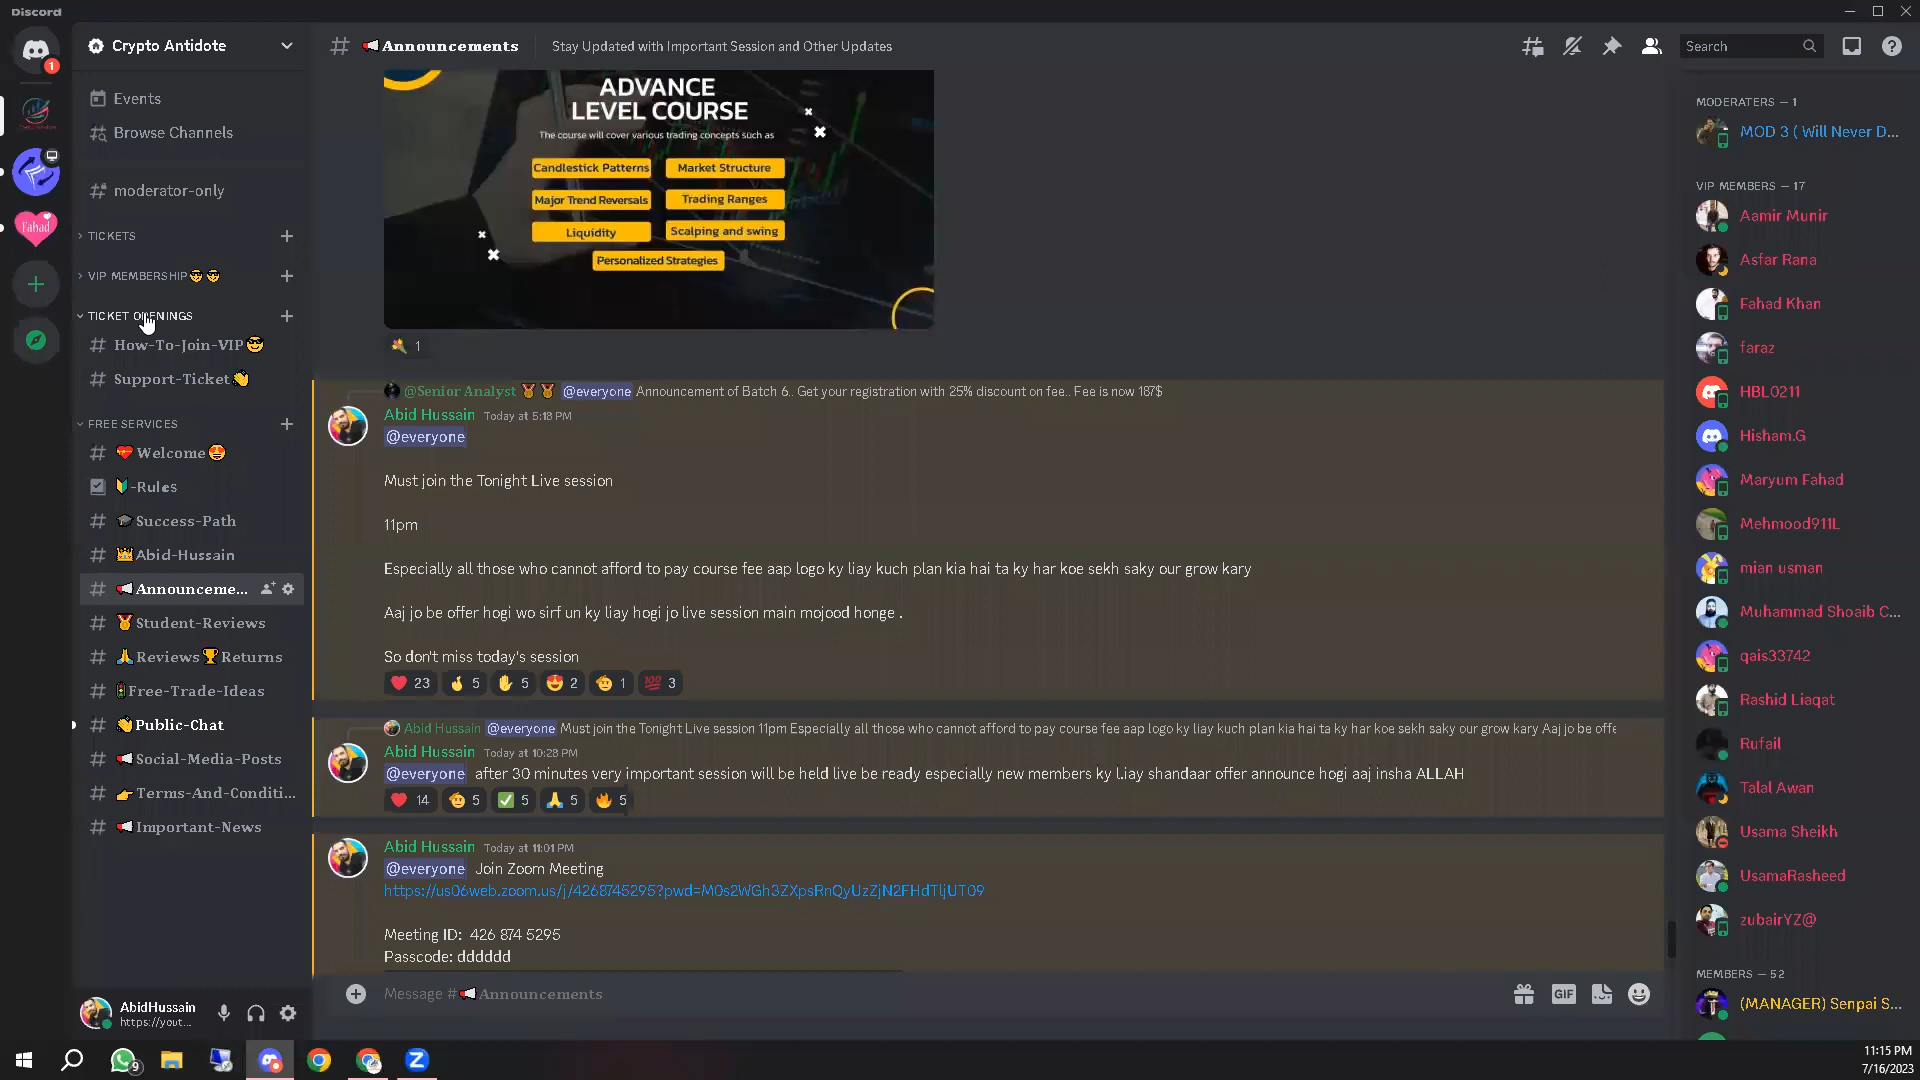 Discord
Crypto Antidote
Events
Browse Channels
moderator-only
TICKETS
VIP MEMBERSHIP😎😎
TICKET OPENINGS
How-To-Join-VIP😎
Support-Ticket👏
FREE SERVICES
💝Welcome😍
🔰-Rules
🎓Success-Path
👑Abid-Hussain
📢Announceme...
🏅Student-Reviews
🙏Reviews🏆Returns
🚦Free-Trade-Ideas
👏Public-Chat
📢Social-Media-Posts
👉Terms-And-Conditi...
📢Important-News
AbidHussain
https://yout...
📢Announcements
Stay Updated with Important Session and Other Updates
Search
ADVANCE
LEVEL COURSE
The course will cover various trading concepts such as
Candlestick Patterns
Market Structure
Major Trend Reversals
Trading Ranges
Liquidity
Scalping and swing
Personalized Strategies
1
@Senior Analyst 🏅🏅 @everyone Announcement of Batch 6.. Get your registration with 25% discount on fee.. Fee is now 187$
Abid Hussain Today at 5:18 PM
@everyone
Must join the Tonight Live session
11pm
Especially all those who cannot afford to pay course fee aap logo ky liay kuch plan kia hai ta ky har koe sekh saky our grow kary
Aaj jo be offer hogi wo sirf un ky liay hogi jo live session main mojood honge .
So don't miss today's session
❤️ 23 🤞 5 ✋ 5 😍 2 🫡 1 💯 3
Abid Hussain @everyone Must join the Tonight Live session 11pm Especially all those who cannot afford to pay course fee aap logo ky liay kuch plan kia hai ta ky har koe sekh saky our grow kary Aaj jo be offe
Abid Hussain Today at 10:28 PM
@everyone after 30 minutes very important session will be held live be ready especially new members ky l.iay shandaar offer announce hogi aaj insha ALLAH
❤️ 14 🫡 5 ✅ 5 🙏 5 🔥 5
Abid Hussain Today at 11:01 PM
@everyone Join Zoom Meeting
https://us06web.zoom.us/j/4268745295?pwd=M0s2WGh3ZXpsRnQyUzZjN2FHdTljUT09
Meeting ID: 426 874 5295
Passcode: dddddd
Message #📢Announcements
GIF
MODERATERS — 1
MOD 3 ( Will Never D...
VIP MEMBERS — 17
Aamir Munir
Asfar Rana
Fahad Khan
faraz
HBL0211
Hisham.G
Maryum Fahad
Mehmood911L
mian usman
Muhammad Shoaib C...
qais33742
Rashid Liaqat
Rufail
Talal Awan
Usama Sheikh
UsamaRasheed
zubairYZ@
MEMBERS — 52
(MANAGER) Senpai S...
1
Fahad
9
11:15 PM
7/16/2023